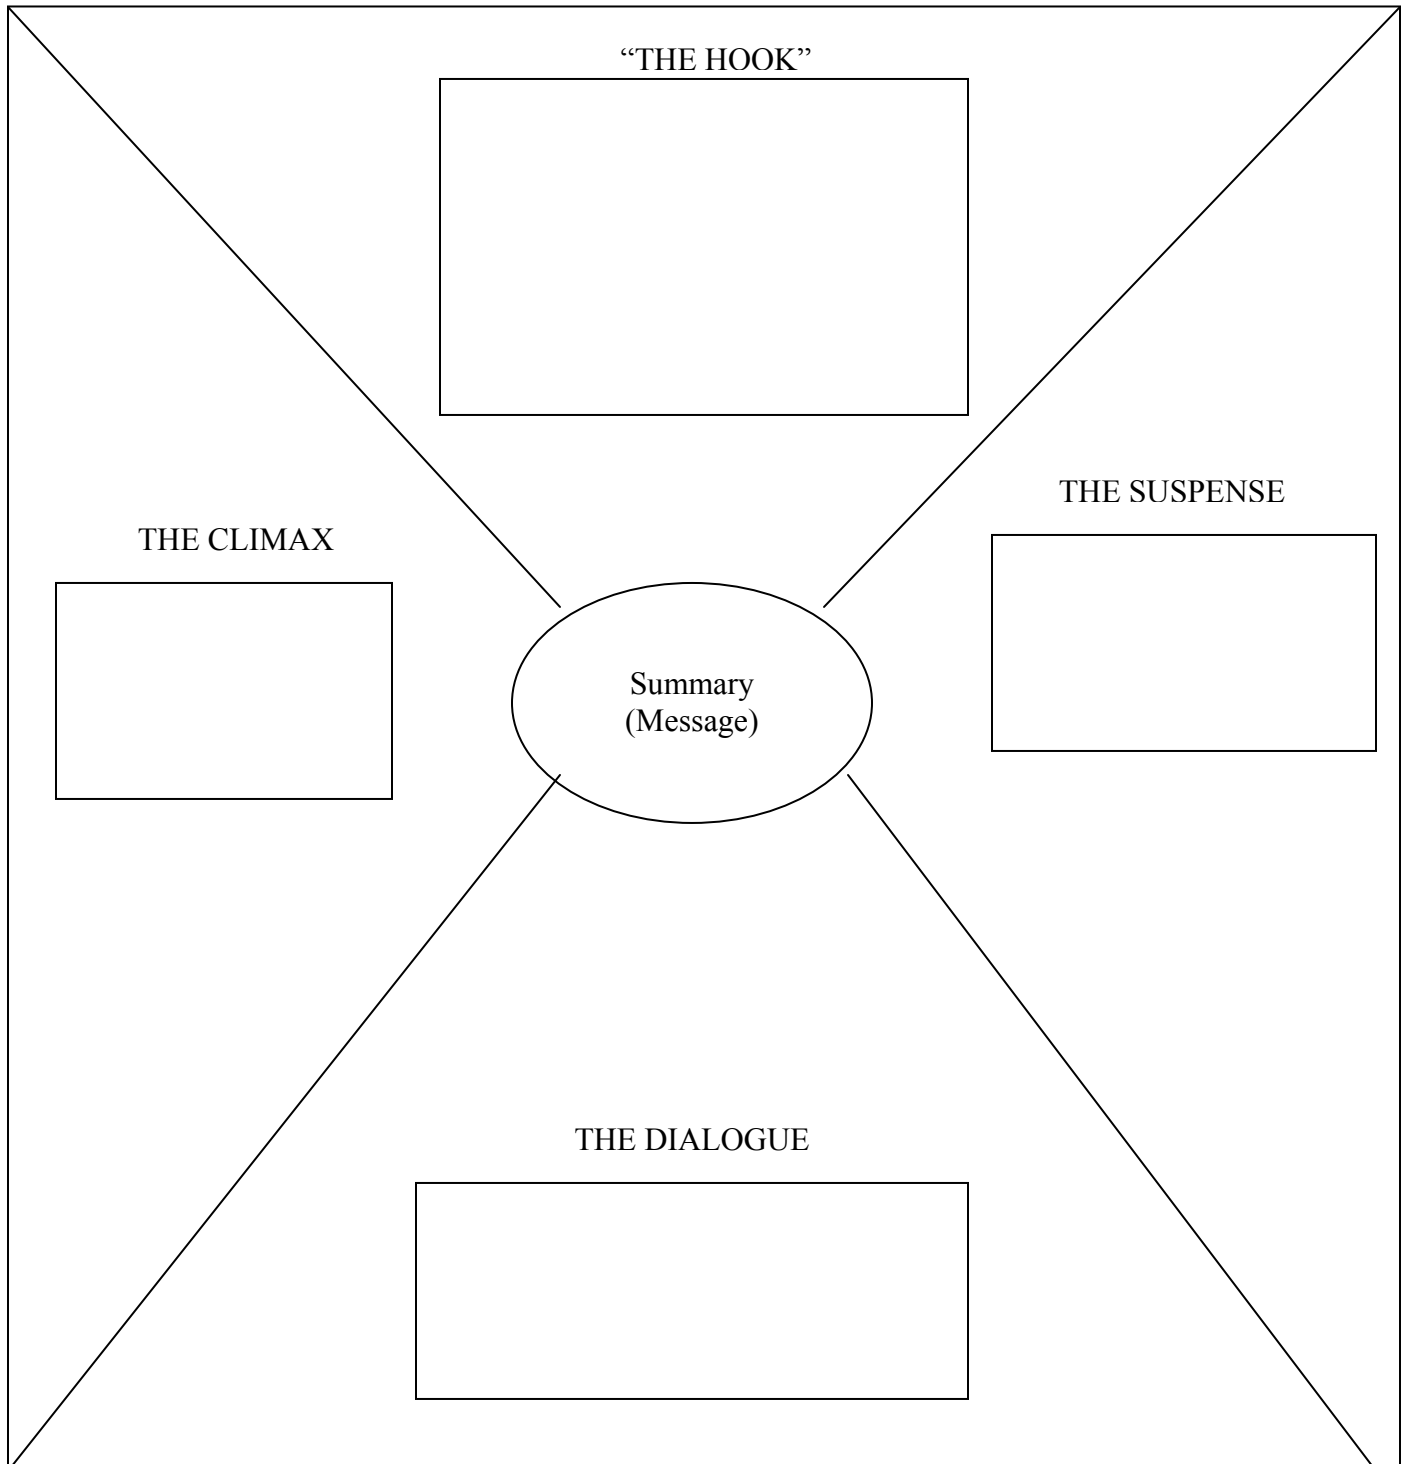 “THE HOOK”
THE SUSPENSE
THE CLIMAX
Summary
(Message)
THE DIALOGUE